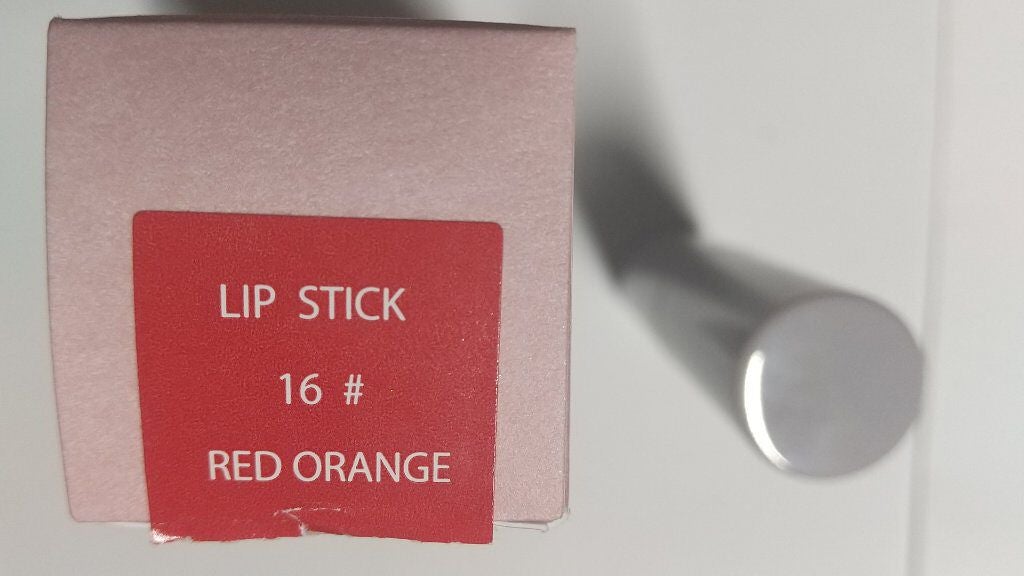 LIP STICK
16 #
RED ORANGE